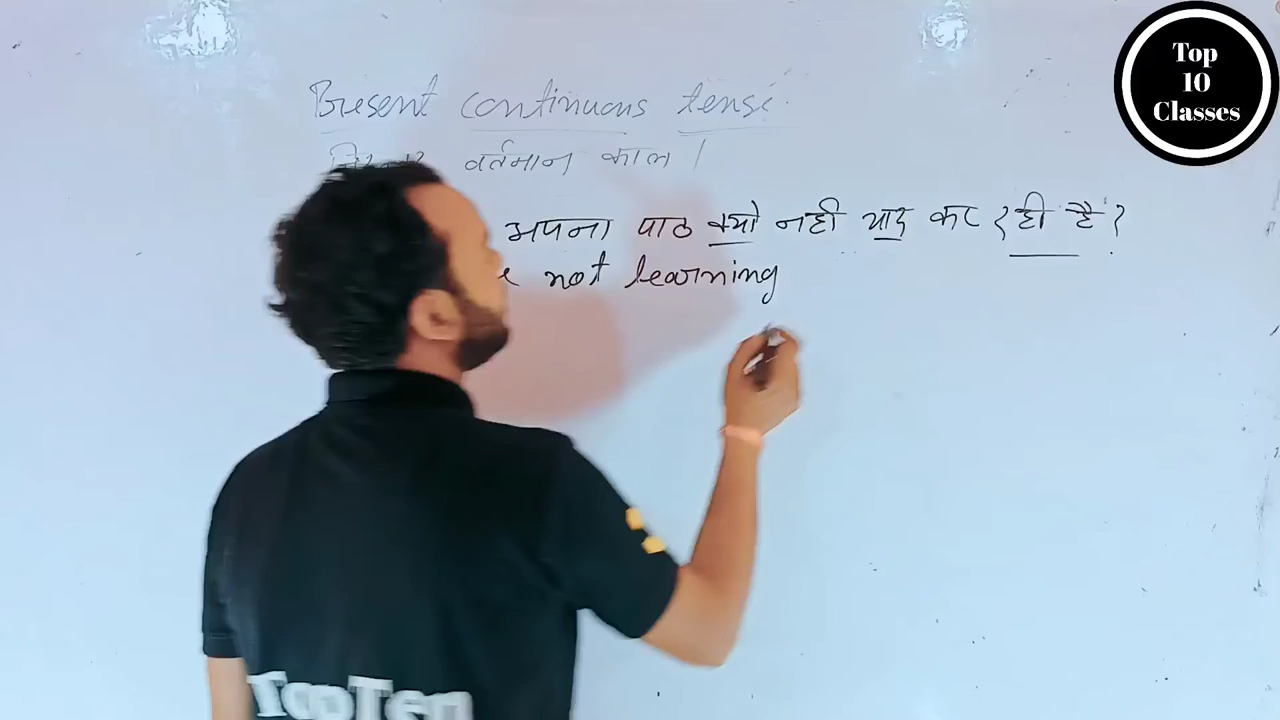 Present continuous tense.
वर्तमान काल।
अपना पाठ क्यो नही याद कर रही है?
not learning
Top
10
Classes
TopTen